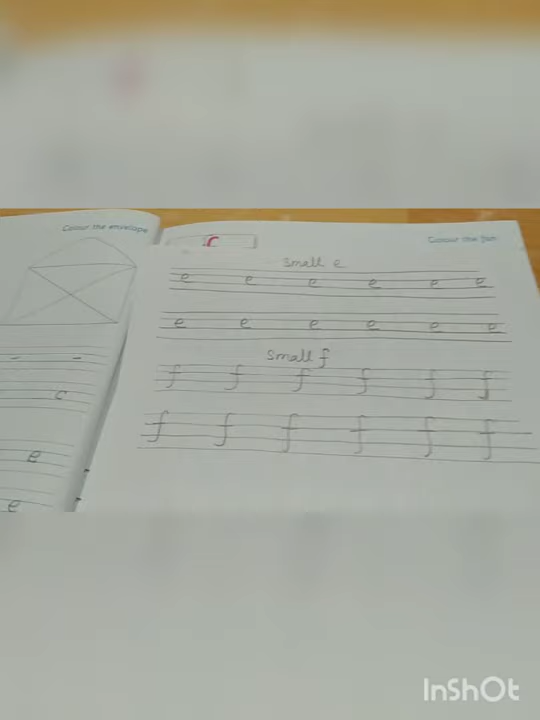 Colour the envelope
Colour the fan
f
small e
e e e e e e
e e e e e e
small f
f f f f f f
f f f f f f
c
e
e
InShOt